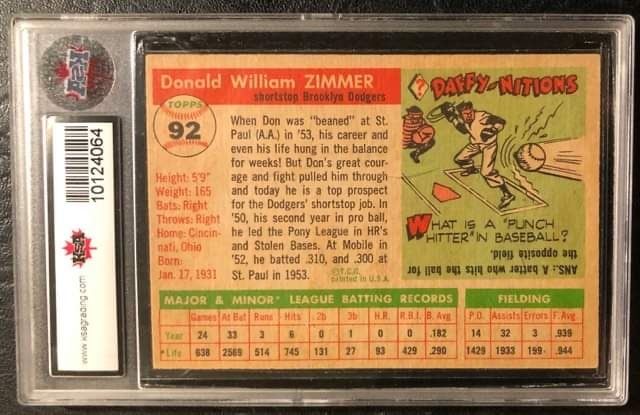 KSA
10124064
KSA
www.ksagrading.com
Donald William ZIMMER
shortstop Brooklyn Dodgers
TOPPS
92
Height: 5'9"
Weight: 165
Bats: Right
Throws: Right
Home: Cincin-
nati, Ohio
Born:
Jan. 17, 1931
When Don was "beaned" at St.
Paul (A.A.) in '53, his career and
even his life hung in the balance
for weeks! But Don's great cour-
age and fight pulled him through
and today he is a top prospect
for the Dodgers' shortstop job. In
'50, his second year in pro ball,
he led the Pony League in HR's
and Stolen Bases. At Mobile in
'52, he batted .310, and .300 at
St. Paul in 1953.
©T.C.G.
printed in U.S.A.
? DAFFY-NITIONS
WHAT IS A "PUNCH
HITTER" IN BASEBALL?
ANS.: A batter who hits the ball for
the opposite field.
MAJOR & MINOR* LEAGUE BATTING RECORDS
FIELDING
Games At Bat Runs Hits 2b 3b H.R. R.B.I. B. Avg. P.O. Assists Errors F. Avg.
Year 24 33 3 6 0 1 0 0 .182 14 32 3 .939
*Life 638 2569 514 745 131 27 93 429 .290 1429 1933 199 .944